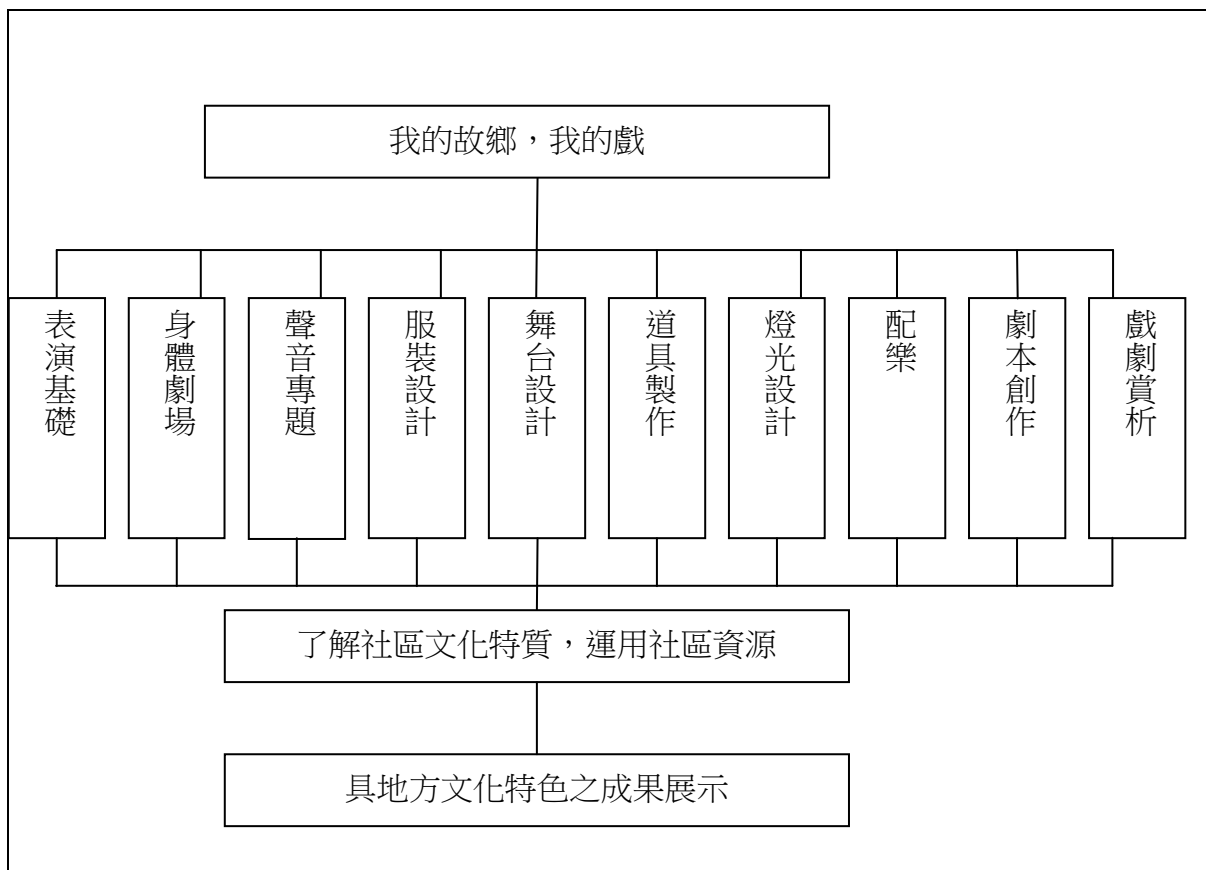 我的故鄉，我的戲
表演基礎
身體劇場
聲音專題
服裝設計
舞台設計
道具製作
燈光設計
配樂
劇本創作
戲劇賞析
了解社區文化特質，運用社區資源
具地方文化特色之成果展示